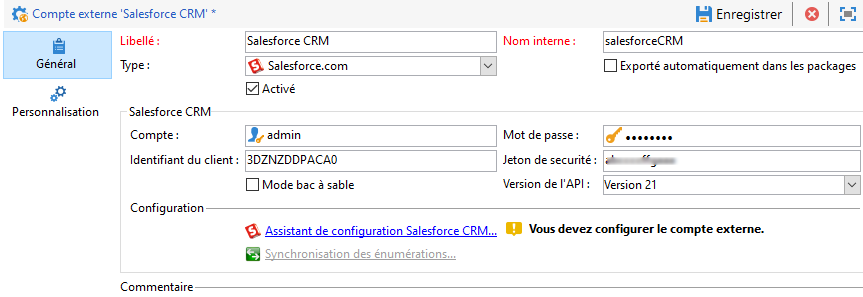 Compte externe 'Salesforce CRM' *
Enregistrer
Général
Personnalisation
Libellé : Salesforce CRM Nom interne : salesforceCRM
Type : Salesforce.com Exporté automatiquement dans les packages
Activé
Salesforce CRM
Compte : admin Mot de passe : ••••••••
Identifiant du client : 3DZNZDDPACA0 Jeton de securité :
Mode bac à sable Version de l'API : Version 21
Configuration
Assistant de configuration Salesforce CRM... Vous devez configurer le compte externe.
Synchronisation des énumérations...
Commentaire